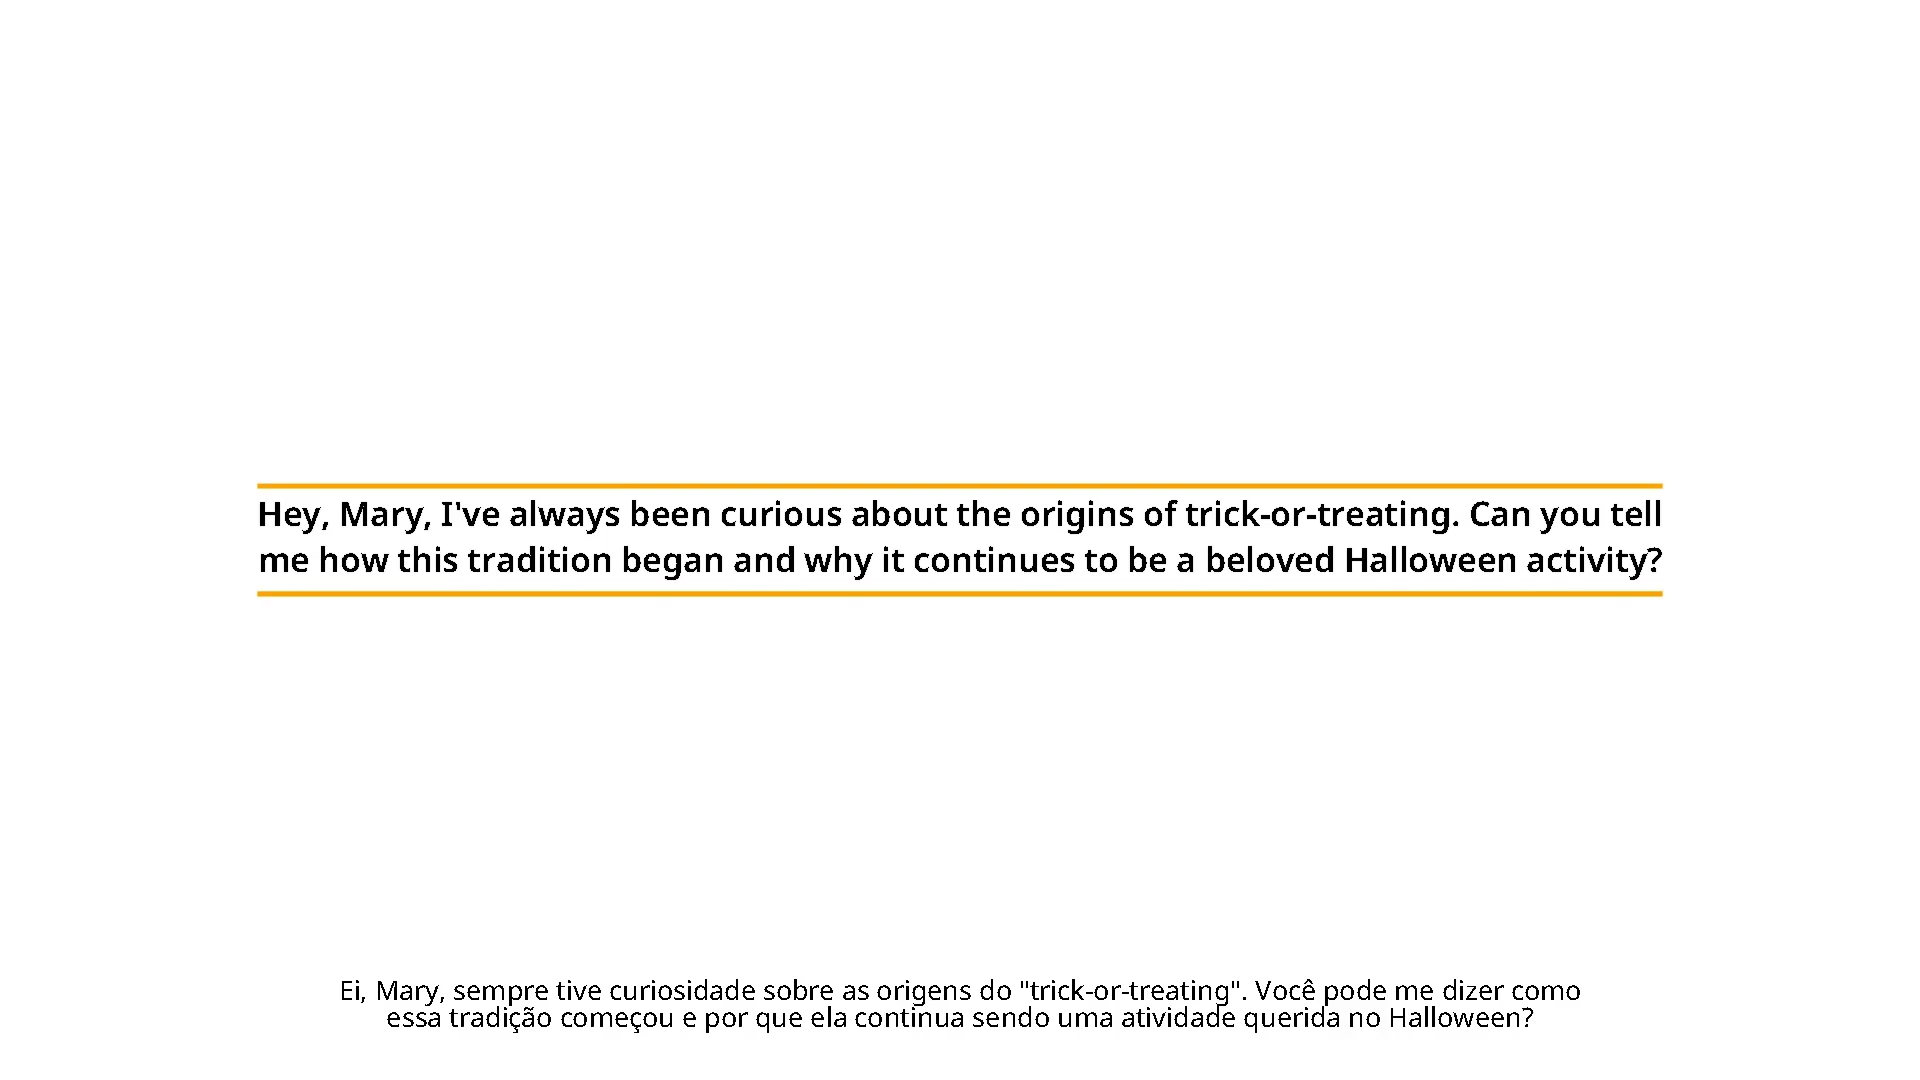 Hey, Mary, I've always been curious about the origins of trick-or-treating. Can you tell
me how this tradition began and why it continues to be a beloved Halloween activity?
Ei, Mary, sempre tive curiosidade sobre as origens do "trick-or-treating". Você pode me dizer como
essa tradição começou e por que ela continua sendo uma atividade querida no Halloween?